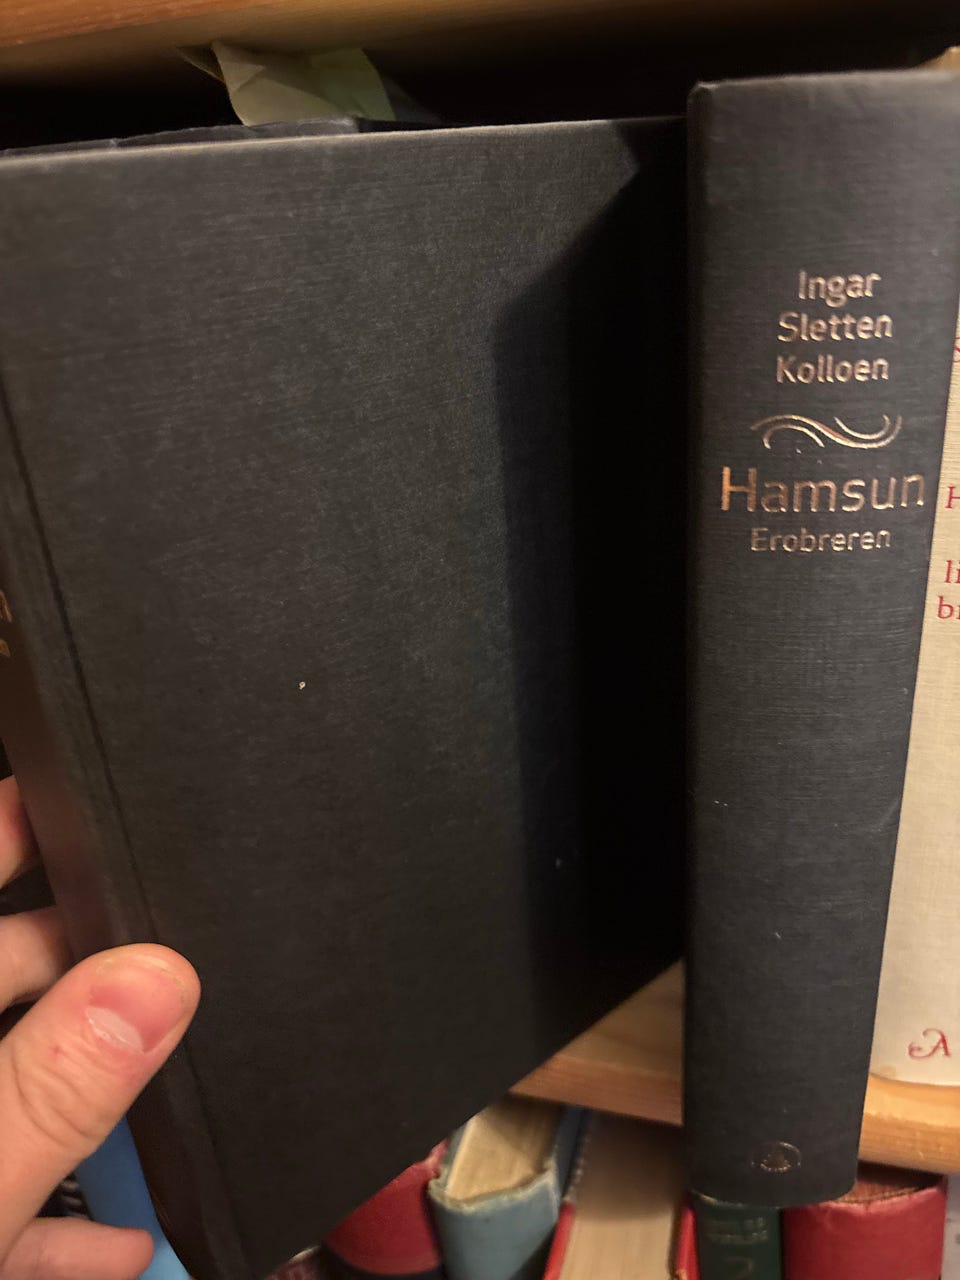 Ingar
Sletten
Kolloen
Hamsun
Erobreren
A